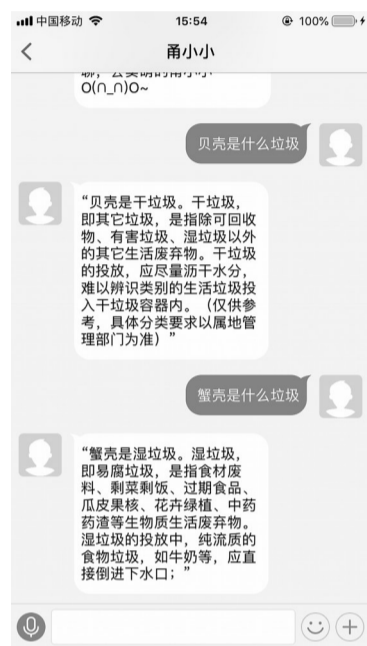 中国移动
15:54
100%
甬小小
O(∩_∩)O~
贝壳是什么垃圾
“贝壳是干垃圾。干垃圾，
即其它垃圾，是指除可回收
物、有害垃圾、湿垃圾以外
的其它生活废弃物。干垃圾
的投放，应尽量沥干水分，
难以辨识类别的生活垃圾投
入干垃圾容器内。（仅供参
考，具体分类要求以属地管
理部门为准）”
蟹壳是什么垃圾
“蟹壳是湿垃圾。湿垃圾，
即易腐垃圾，是指食材废
料、剩菜剩饭、过期食品、
瓜皮果核、花卉绿植、中药
药渣等生物质生活废弃物。
湿垃圾的投放中，纯流质的
食物垃圾，如牛奶等，应直
接倒进下水口；”